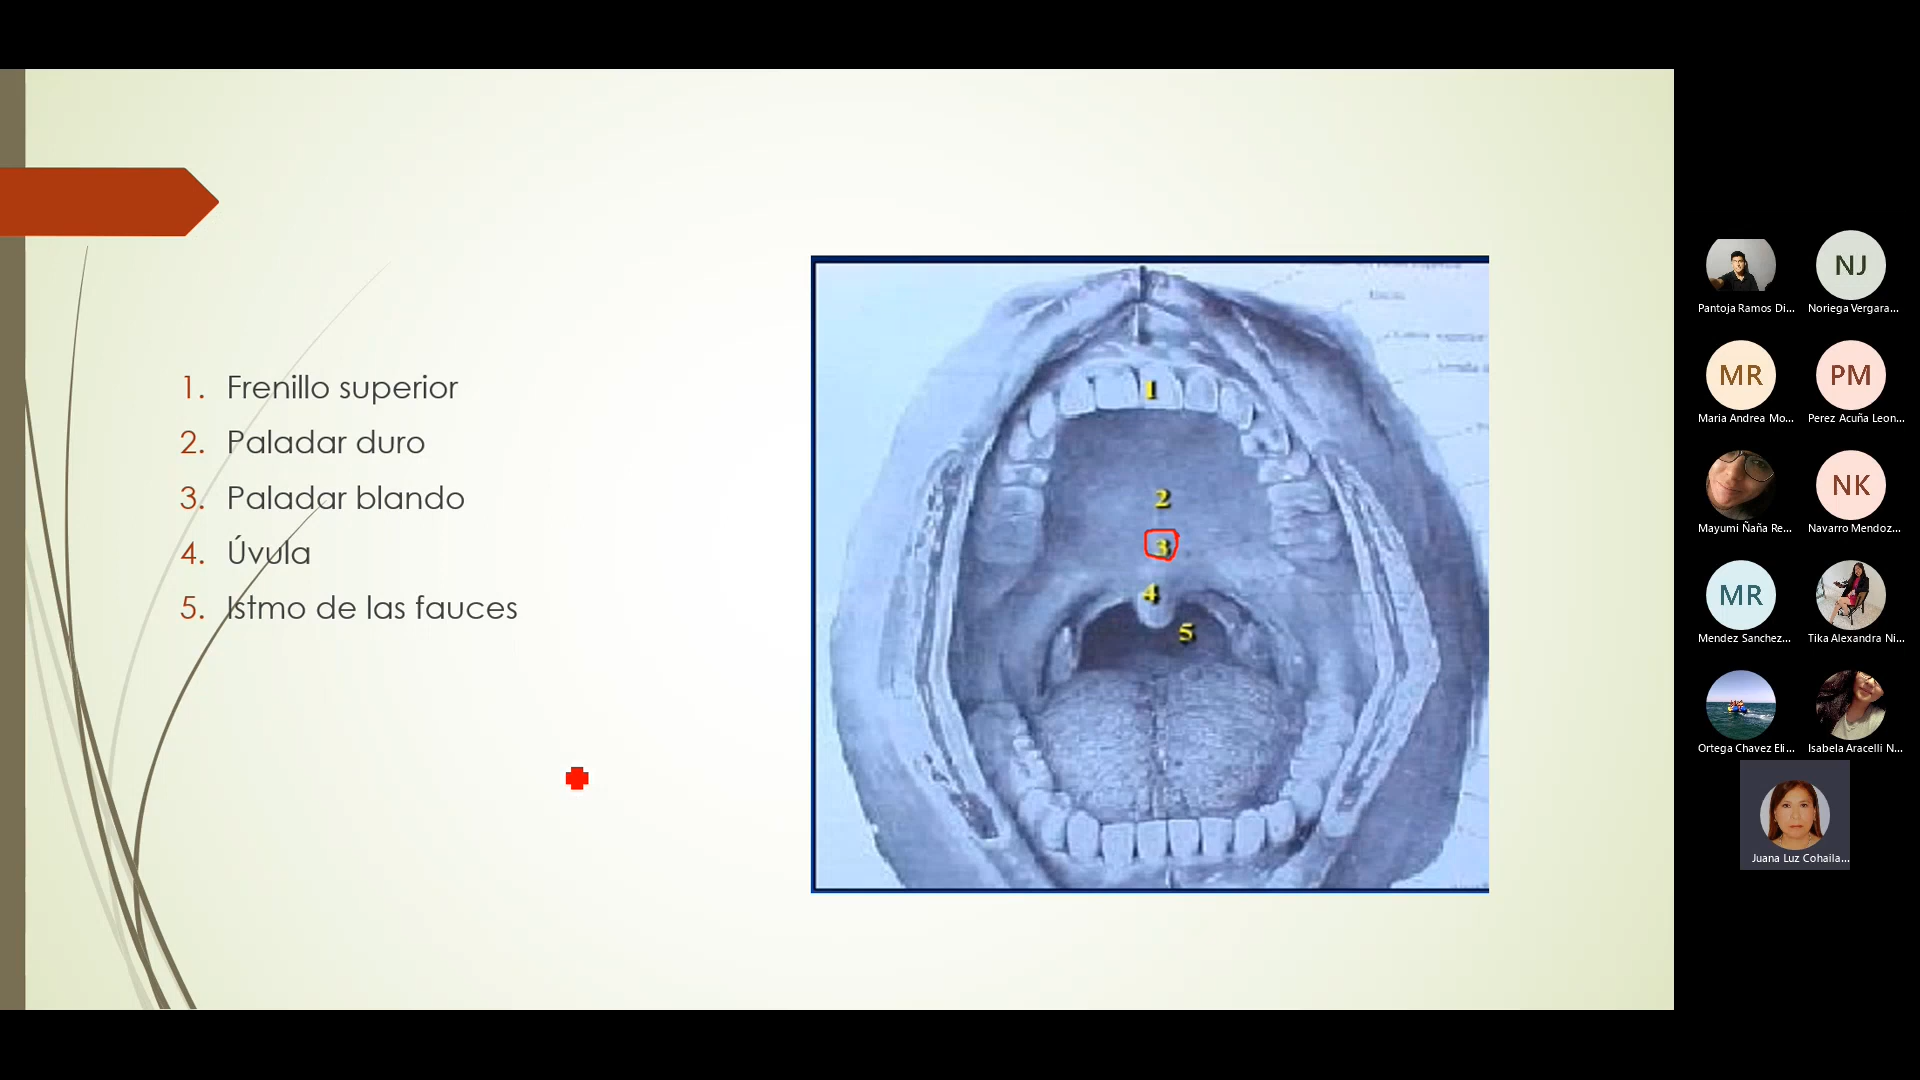 1. Frenillo superior
2. Paladar duro
3. Paladar blando
4. Úvula
5. Istmo de las fauces
1
2
3
4
5
Pantoja Ramos Di...
NJ
Noriega Vergara...
MR
Maria Andrea Mo...
PM
Perez Acuña Leon...
Mayumi Ñaña Re...
NK
Navarro Mendoz...
MR
Mendez Sanchez...
Tika Alexandra Ni...
Ortega Chavez Eli...
Isabela Aracelli N...
Juana Luz Cohaila...